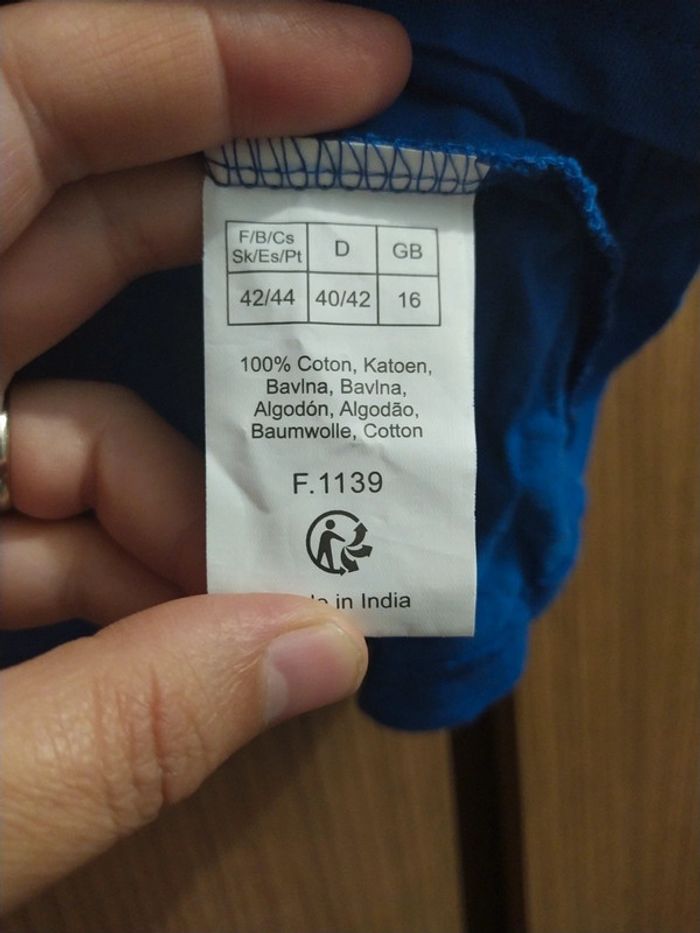 F/B/Cs
Sk/Es/Pt
D
GB
42/44
40/42
16
100% Coton, Katoen,
Bavlna, Bavlna,
Algodón, Algodão,
Baumwolle, Cotton
F.1139
in India